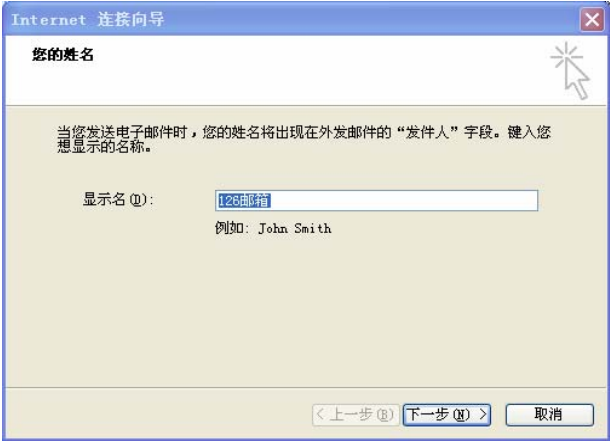 Internet 连接向导
您的姓名
当您发送电子邮件时，您的姓名将出现在外发邮件的“发件人”字段。键入您
想显示的名称。
显示名(D):
126邮箱
例如: John Smith
< 上一步(B)
下一步(N) >
取消